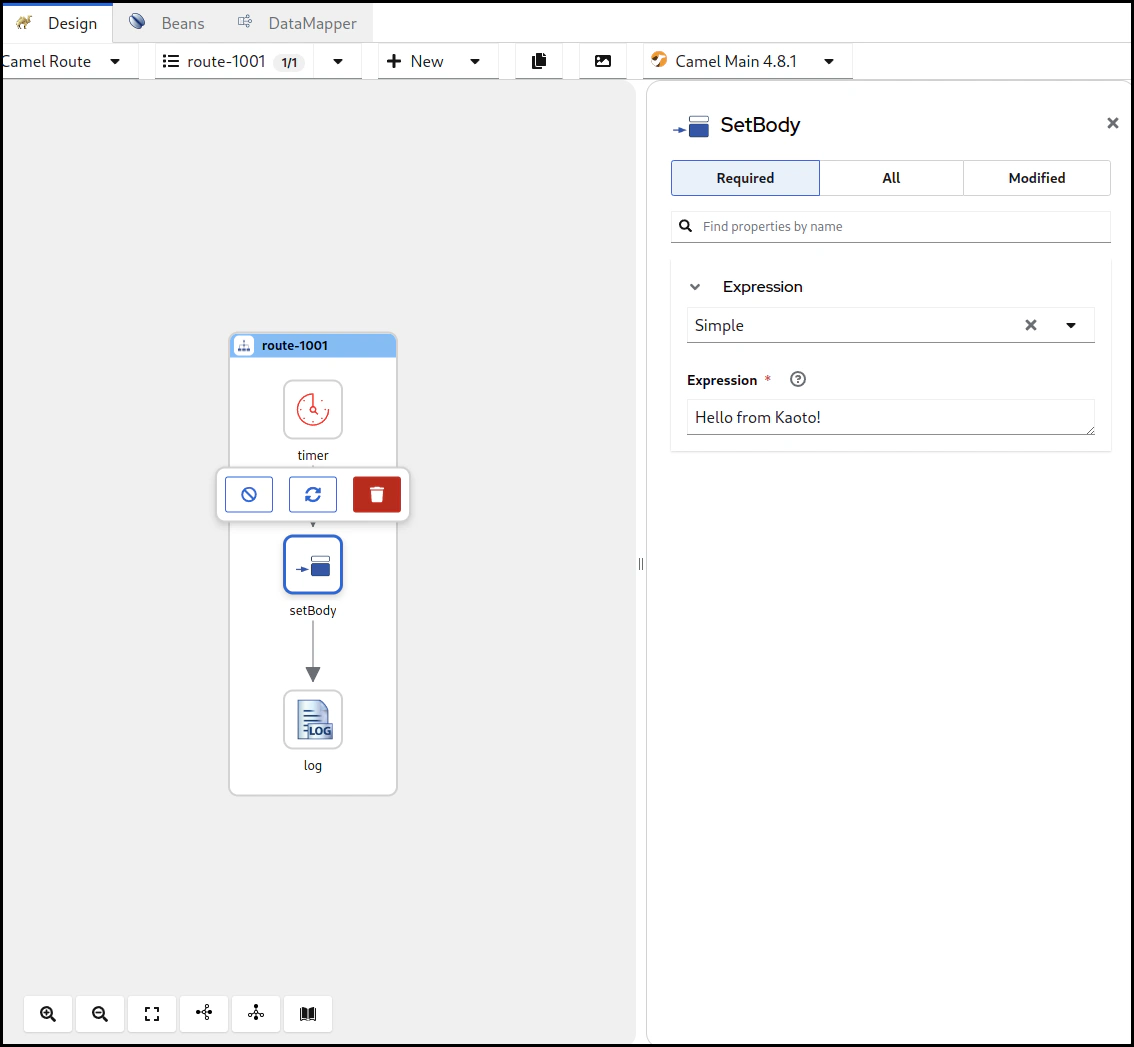 Design Beans DataMapper
Camel Route route-1001 1/1 New Camel Main 4.8.1
SetBody
Required All Modified
Find properties by name
Expression
Simple
Expression *
Hello from Kaoto!
route-1001
timer
setBody
LOG
log